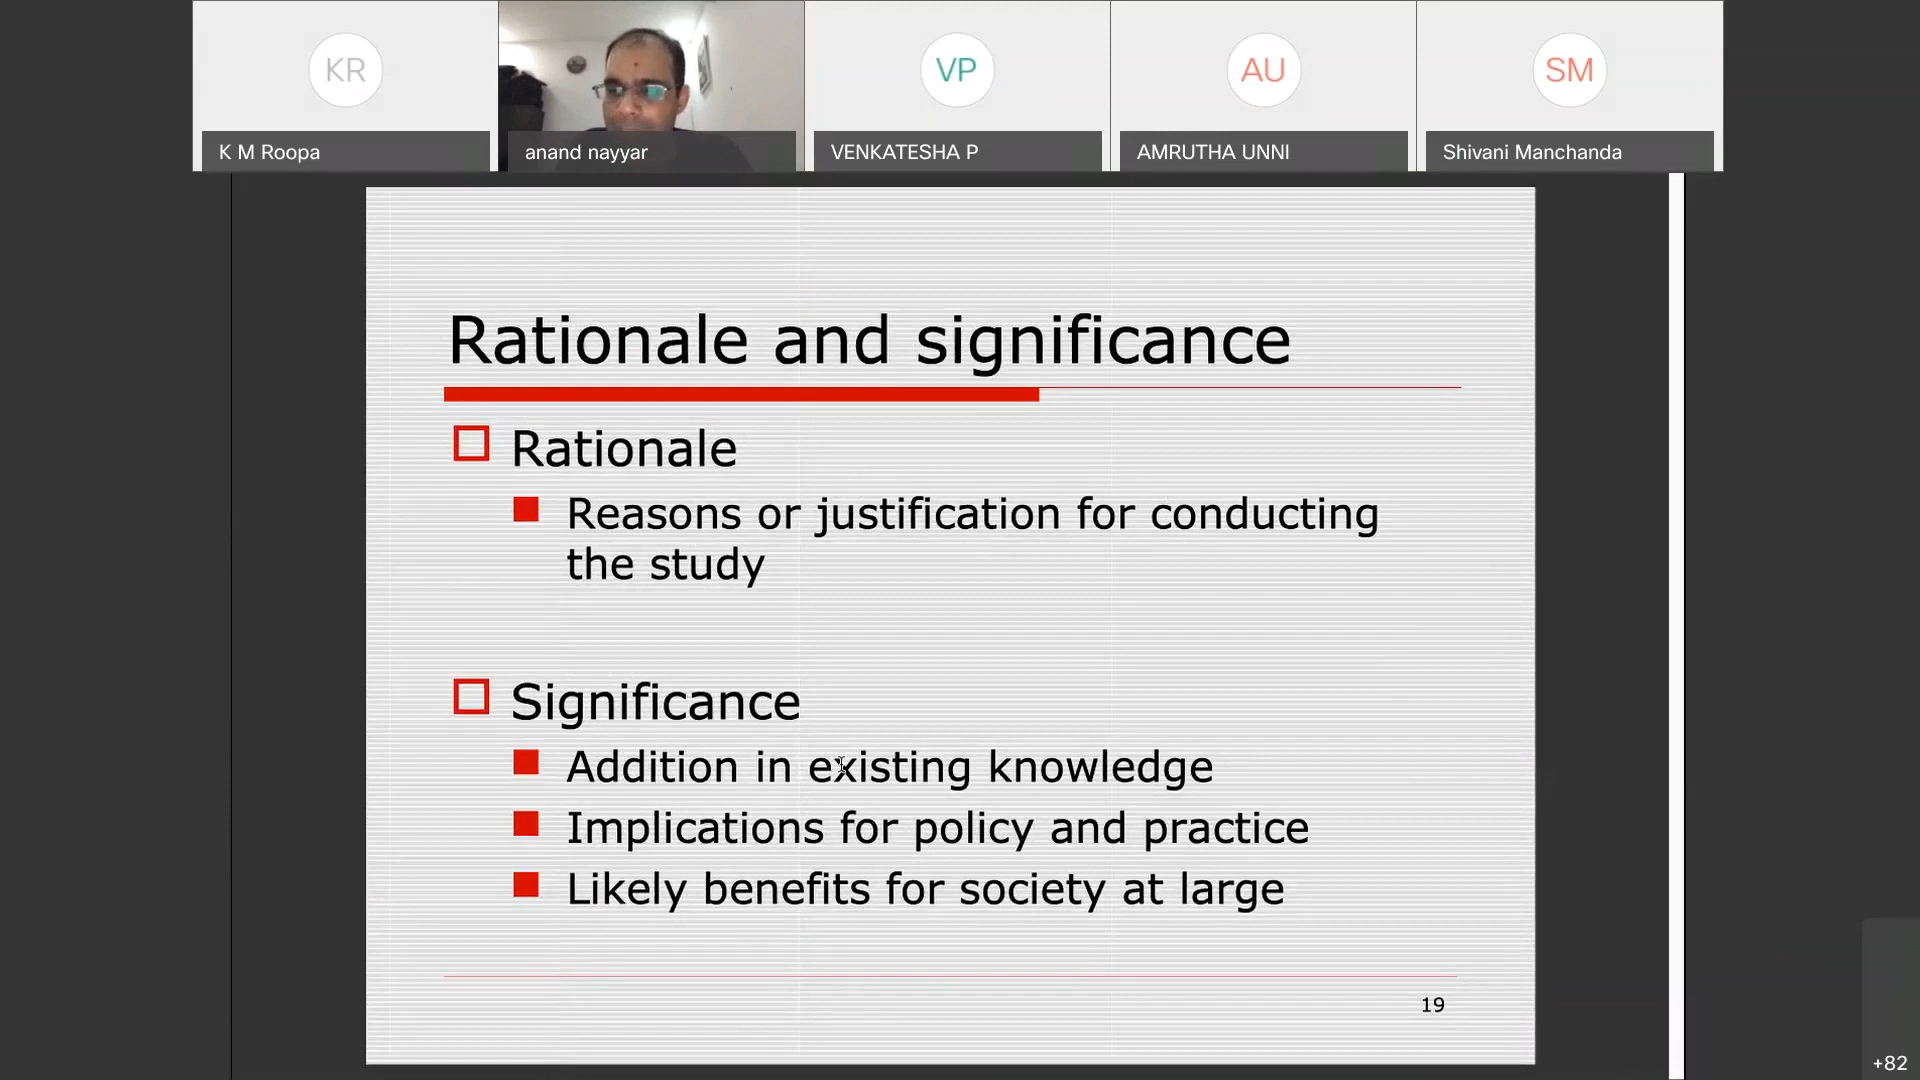 KR
K M Roopa
anand nayyar
VP
VENKATESHA P
AU
AMRUTHA UNNI
SM
Shivani Manchanda
Rationale and significance
Rationale
Reasons or justification for conducting
the study
Significance
Addition in existing knowledge
Implications for policy and practice
Likely benefits for society at large
19
+82